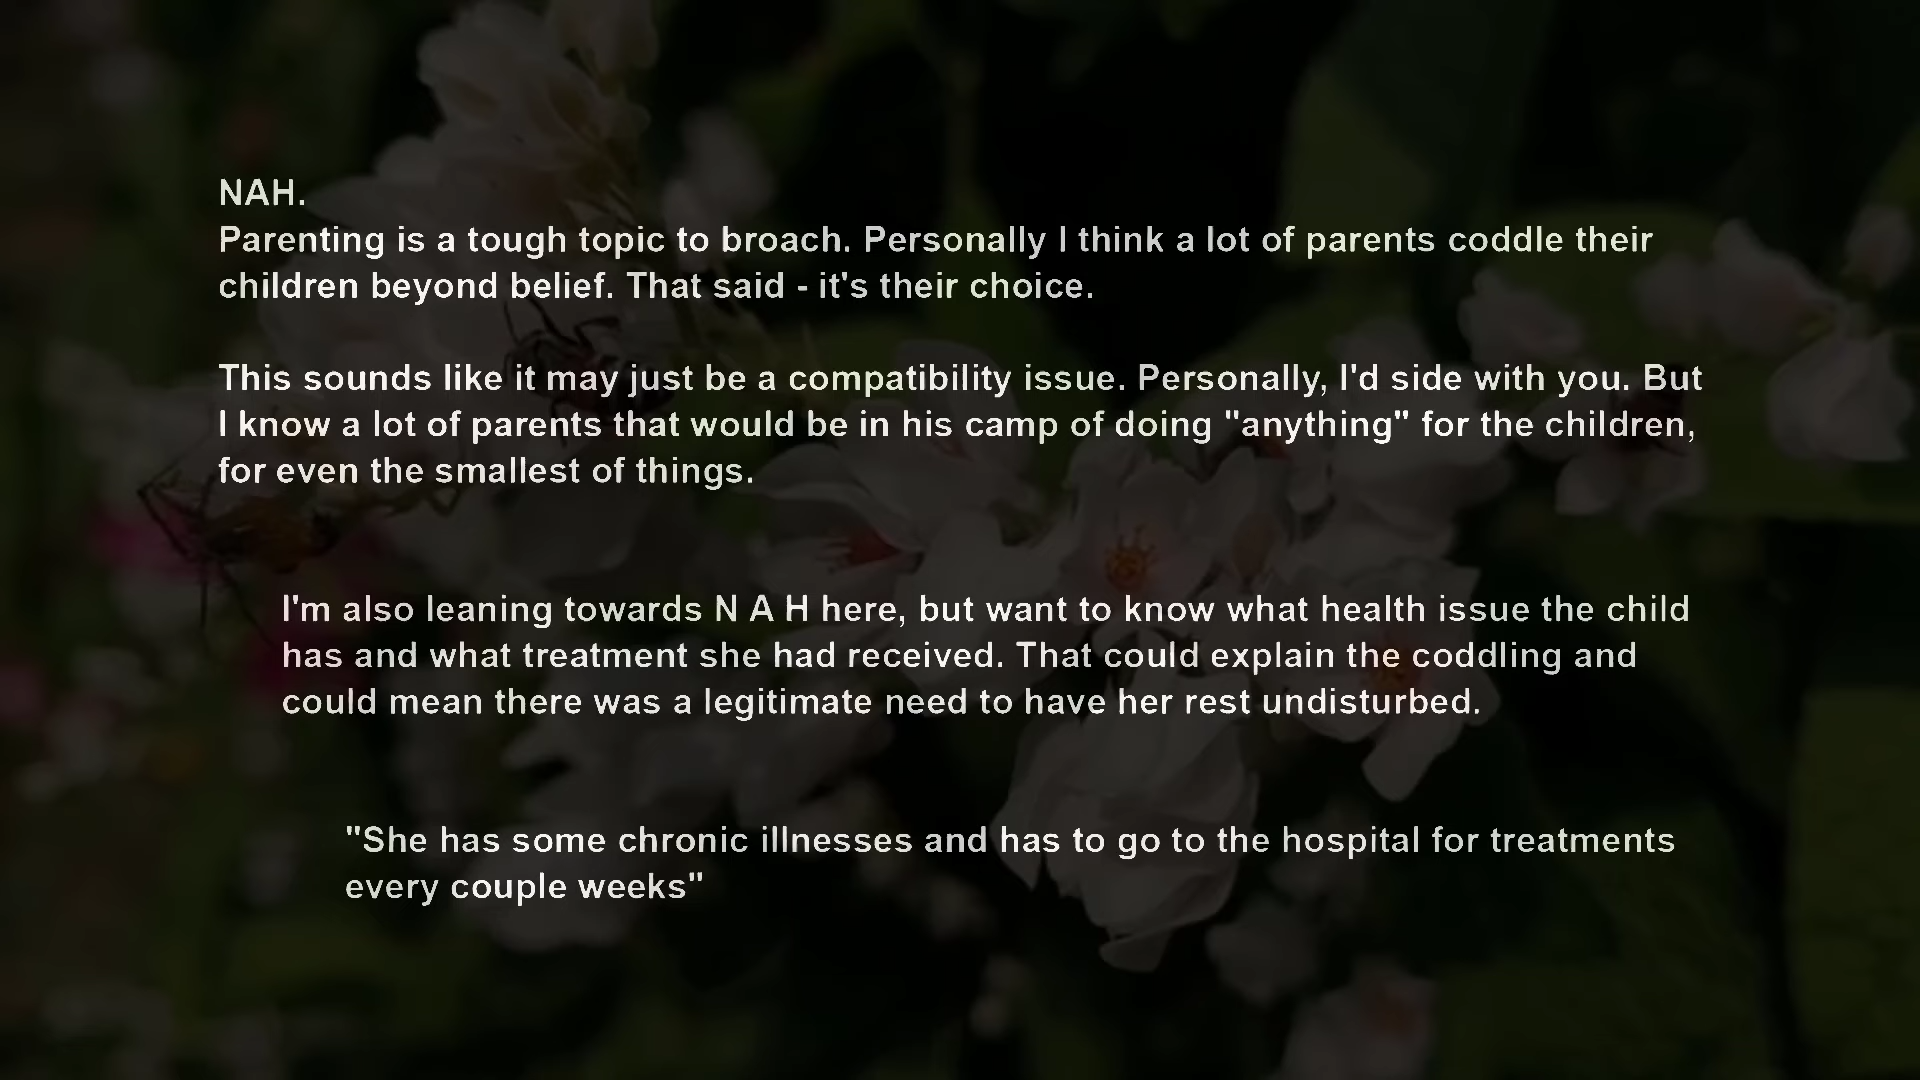 NAH.
Parenting is a tough topic to broach. Personally I think a lot of parents coddle their
children beyond belief. That said - it's their choice.
This sounds like it may just be a compatibility issue. Personally, I'd side with you. But
I know a lot of parents that would be in his camp of doing "anything" for the children,
for even the smallest of things.
I'm also leaning towards N A H here, but want to know what health issue the child
has and what treatment she had received. That could explain the coddling and
could mean there was a legitimate need to have her rest undisturbed.
"She has some chronic illnesses and has to go to the hospital for treatments
every couple weeks"